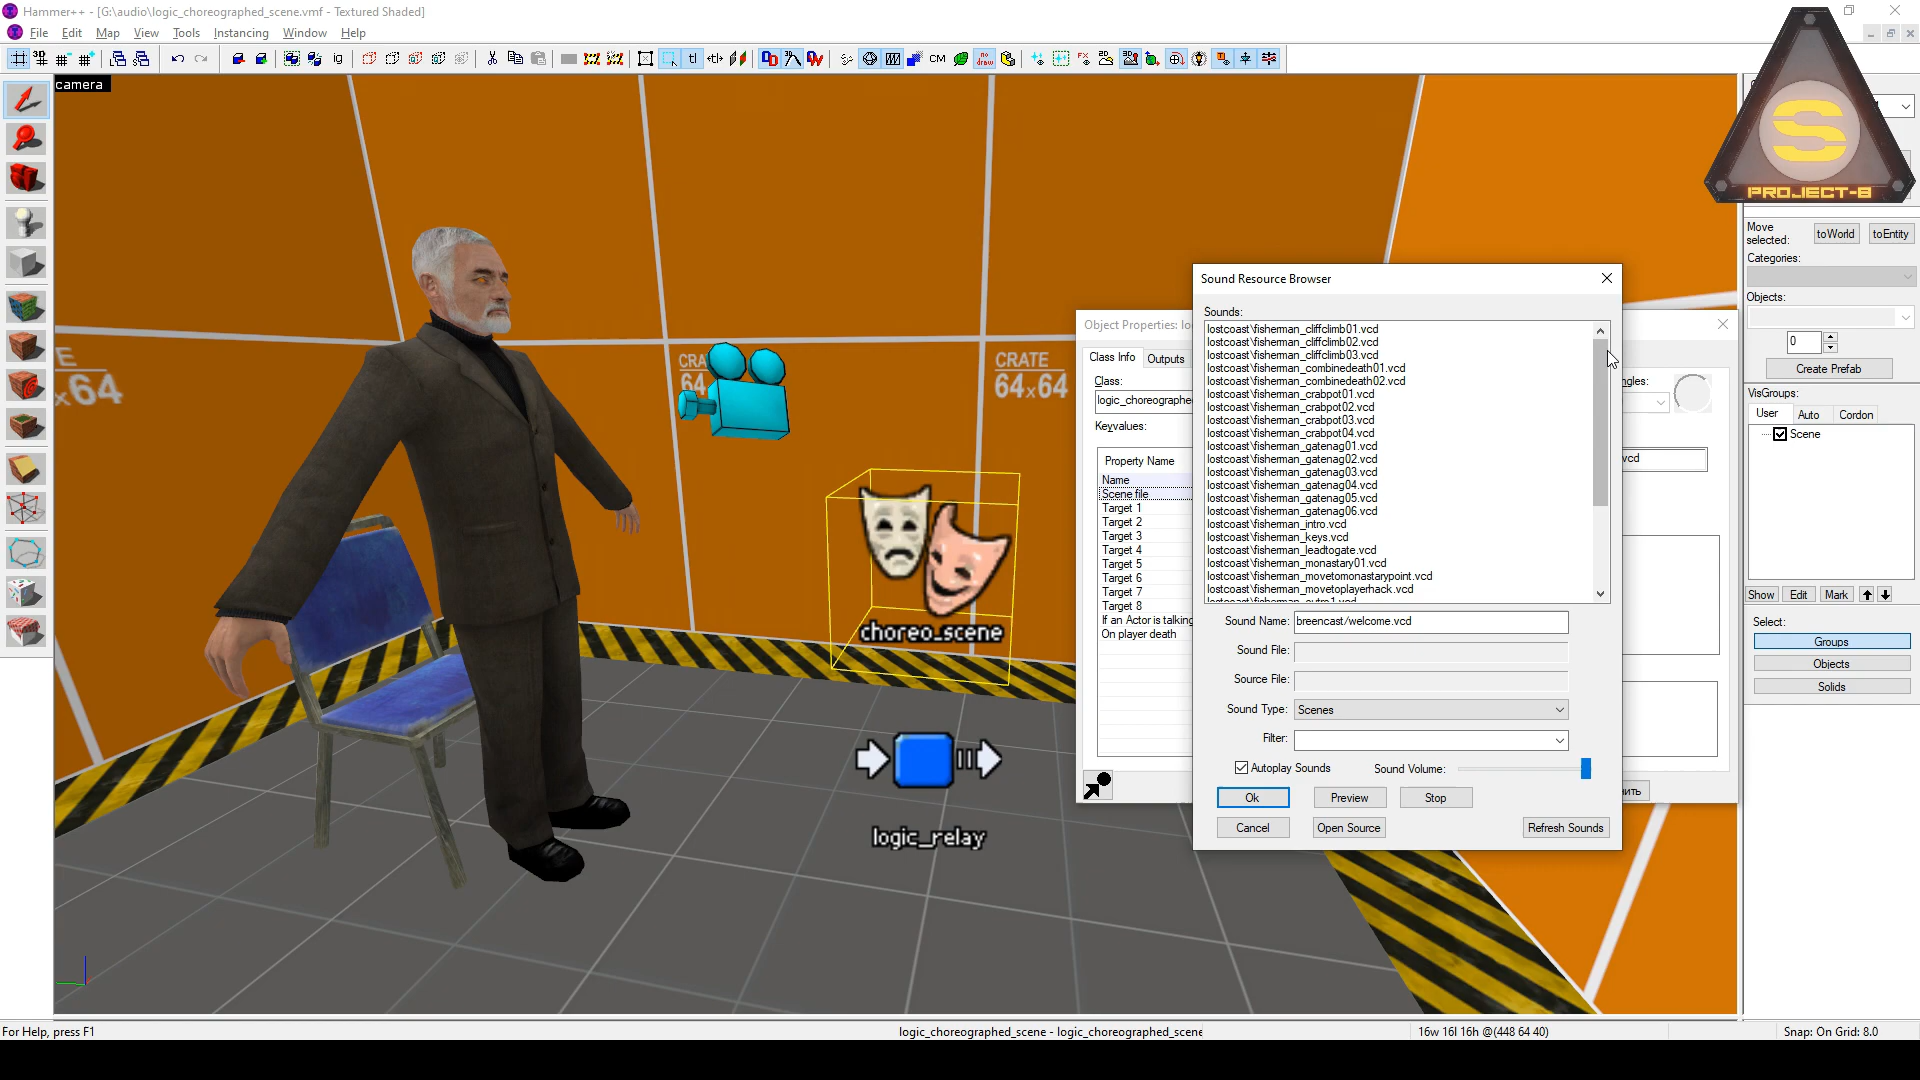 Hammer++ - [G:\audio\logic_choreographed_scene.vmf - Textured Shaded]
File Edit Map View Tools Instancing Window Help
camera
PROJECT-8
Move selected:
toWorld
toEntity
Categories:
Objects:
0
Create Prefab
VisGroups:
User Auto Cordon
Scene
Show Edit Mark
Select:
Groups
Objects
Solids
E
x64
CRA
64
CRATE
64x64
choreo_scene
logic_relay
Object Properties: lo
Class Info Outputs
Class:
logic_choreographe
Keyvalues:
Property Name
Name
Scene file
Target 1
Target 2
Target 3
Target 4
Target 5
Target 6
Target 7
Target 8
If an Actor is talking
On player death
gles:
vcd
ить
Sound Resource Browser
Sounds:
lostcoast\fisherman_cliffclimb01.vcd
lostcoast\fisherman_cliffclimb02.vcd
lostcoast\fisherman_cliffclimb03.vcd
lostcoast\fisherman_combinedeath01.vcd
lostcoast\fisherman_combinedeath02.vcd
lostcoast\fisherman_crabpot01.vcd
lostcoast\fisherman_crabpot02.vcd
lostcoast\fisherman_crabpot03.vcd
lostcoast\fisherman_crabpot04.vcd
lostcoast\fisherman_gatenag01.vcd
lostcoast\fisherman_gatenag02.vcd
lostcoast\fisherman_gatenag03.vcd
lostcoast\fisherman_gatenag04.vcd
lostcoast\fisherman_gatenag05.vcd
lostcoast\fisherman_gatenag06.vcd
lostcoast\fisherman_intro.vcd
lostcoast\fisherman_keys.vcd
lostcoast\fisherman_leadtogate.vcd
lostcoast\fisherman_monastary01.vcd
lostcoast\fisherman_movetomonastarypoint.vcd
lostcoast\fisherman_movetoplayerhack.vcd
Sound Name: breencast/welcome.vcd
Sound File:
Source File:
Sound Type: Scenes
Filter:
Autoplay Sounds Sound Volume:
Ok Preview Stop
Cancel Open Source Refresh Sounds
For Help, press F1
logic_choreographed_scene - logic_choreographed_scene
16w 16l 16h @(448 64 40)
Snap: On Grid: 8.0